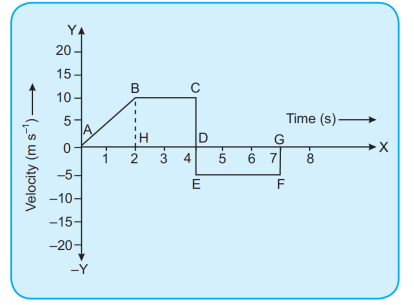 Y
20
15
B C
10
5
A Time (s)
H D G
0 X
1 2 3 4 5 6 7 8
–5
E F
–10
–15
–20
–Y
Velocity (m s⁻¹)